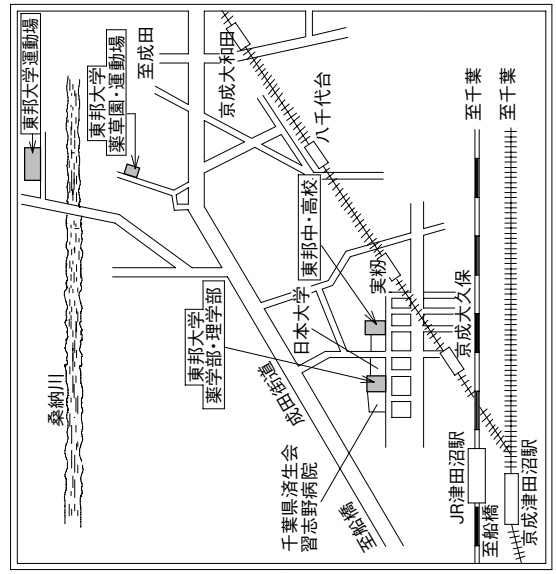 東邦大学運動場
東邦大学
薬草園・運動場
至成田
京成大和田
八千代台
桑納川
東邦大学
薬学部・理学部
東邦中・高校
実籾
日本大学
成田街道
千葉県済生会
習志野病院
至船橋
京成大久保
至千葉
至千葉
JR津田沼駅
至船橋
京成津田沼駅